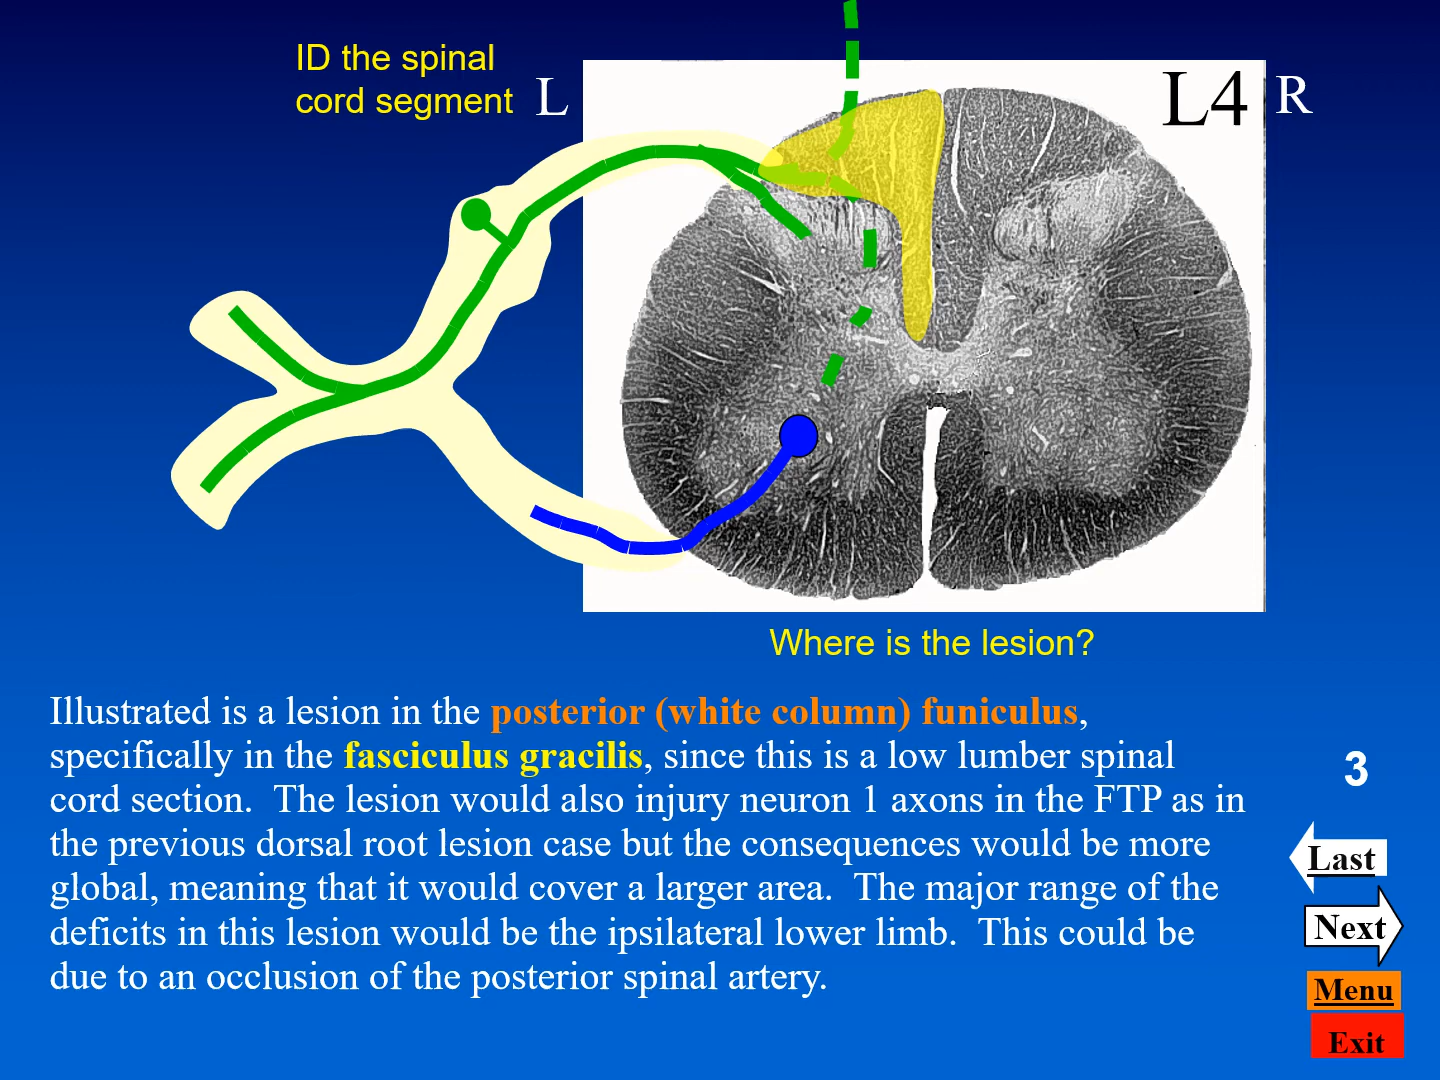 ID the spinal
cord segment
L
L4
R
Where is the lesion?
Illustrated is a lesion in the posterior (white column) funiculus,
specifically in the fasciculus gracilis, since this is a low lumber spinal
cord section.  The lesion would also injury neuron 1 axons in the FTP as in
the previous dorsal root lesion case but the consequences would be more
global, meaning that it would cover a larger area.  The major range of the
deficits in this lesion would be the ipsilateral lower limb.  This could be
due to an occlusion of the posterior spinal artery.
3
Last
Next
Menu
Exit